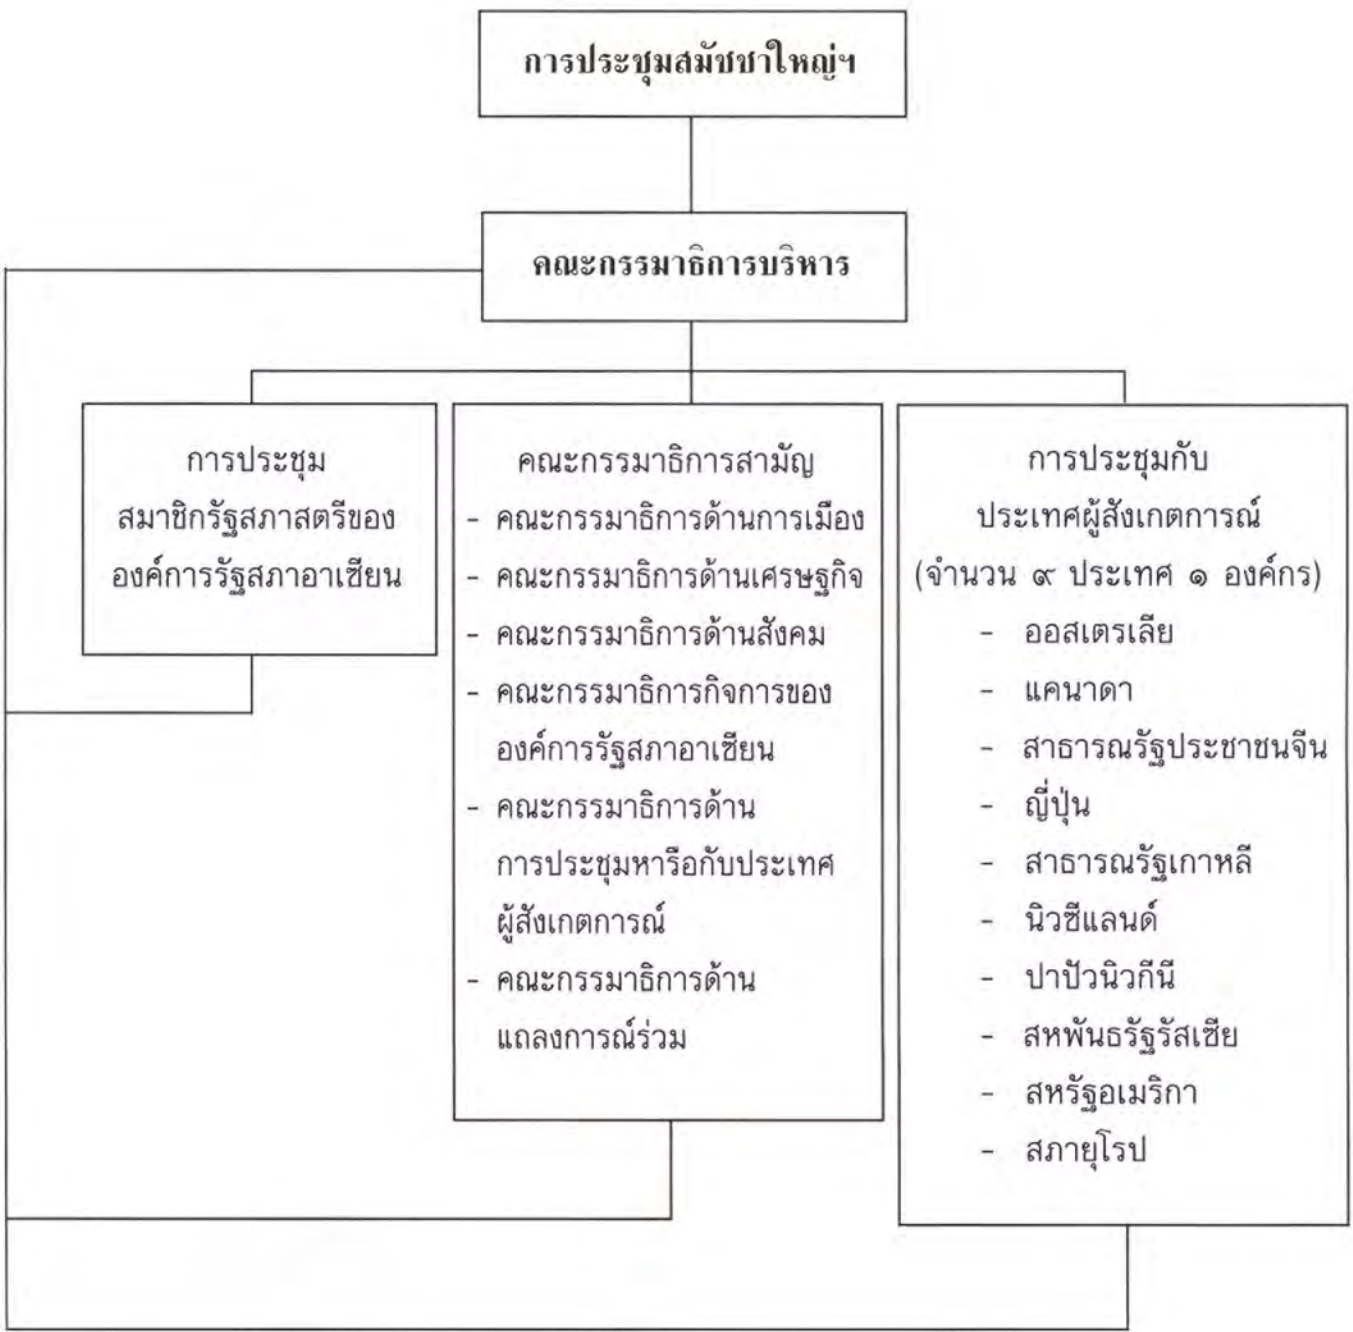 การประชุมสมัชชาใหญ่ฯ
คณะกรรมาธิการบริหาร
การประชุม
สมาชิกรัฐสภาสตรีของ
องค์การรัฐสภาอาเซียน
คณะกรรมาธิการสามัญ
- คณะกรรมาธิการด้านการเมือง
- คณะกรรมาธิการด้านเศรษฐกิจ
- คณะกรรมาธิการด้านสังคม
- คณะกรรมาธิการกิจการของ
องค์การรัฐสภาอาเซียน
- คณะกรรมาธิการด้าน
การประชุมหารือกับประเทศ
ผู้สังเกตการณ์
- คณะกรรมาธิการด้าน
แถลงการณ์ร่วม
การประชุมกับ
ประเทศผู้สังเกตการณ์
(จำนวน ๙ ประเทศ ๑ องค์กร)
- ออสเตรเลีย
- แคนาดา
- สาธารณรัฐประชาชนจีน
- ญี่ปุ่น
- สาธารณรัฐเกาหลี
- นิวซีแลนด์
- ปาปัวนิวกีนี
- สหพันธรัฐรัสเซีย
- สหรัฐอเมริกา
- สภายุโรป